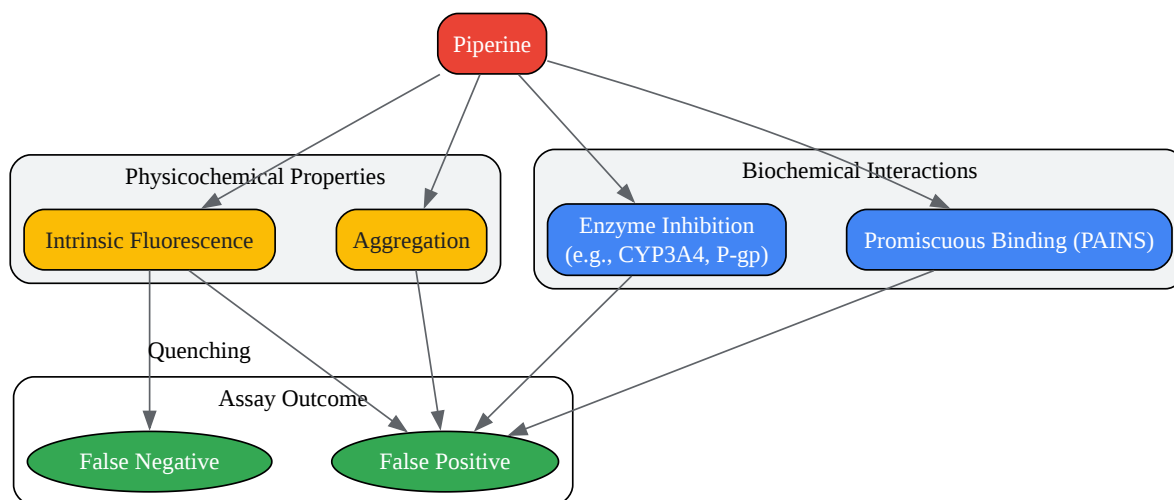 Piperine
Physicochemical Properties
Biochemical Interactions
Intrinsic Fluorescence
Aggregation
Enzyme Inhibition
(e.g., CYP3A4, P-gp)
Promiscuous Binding (PAINS)
Quenching
Assay Outcome
False Negative
False Positive